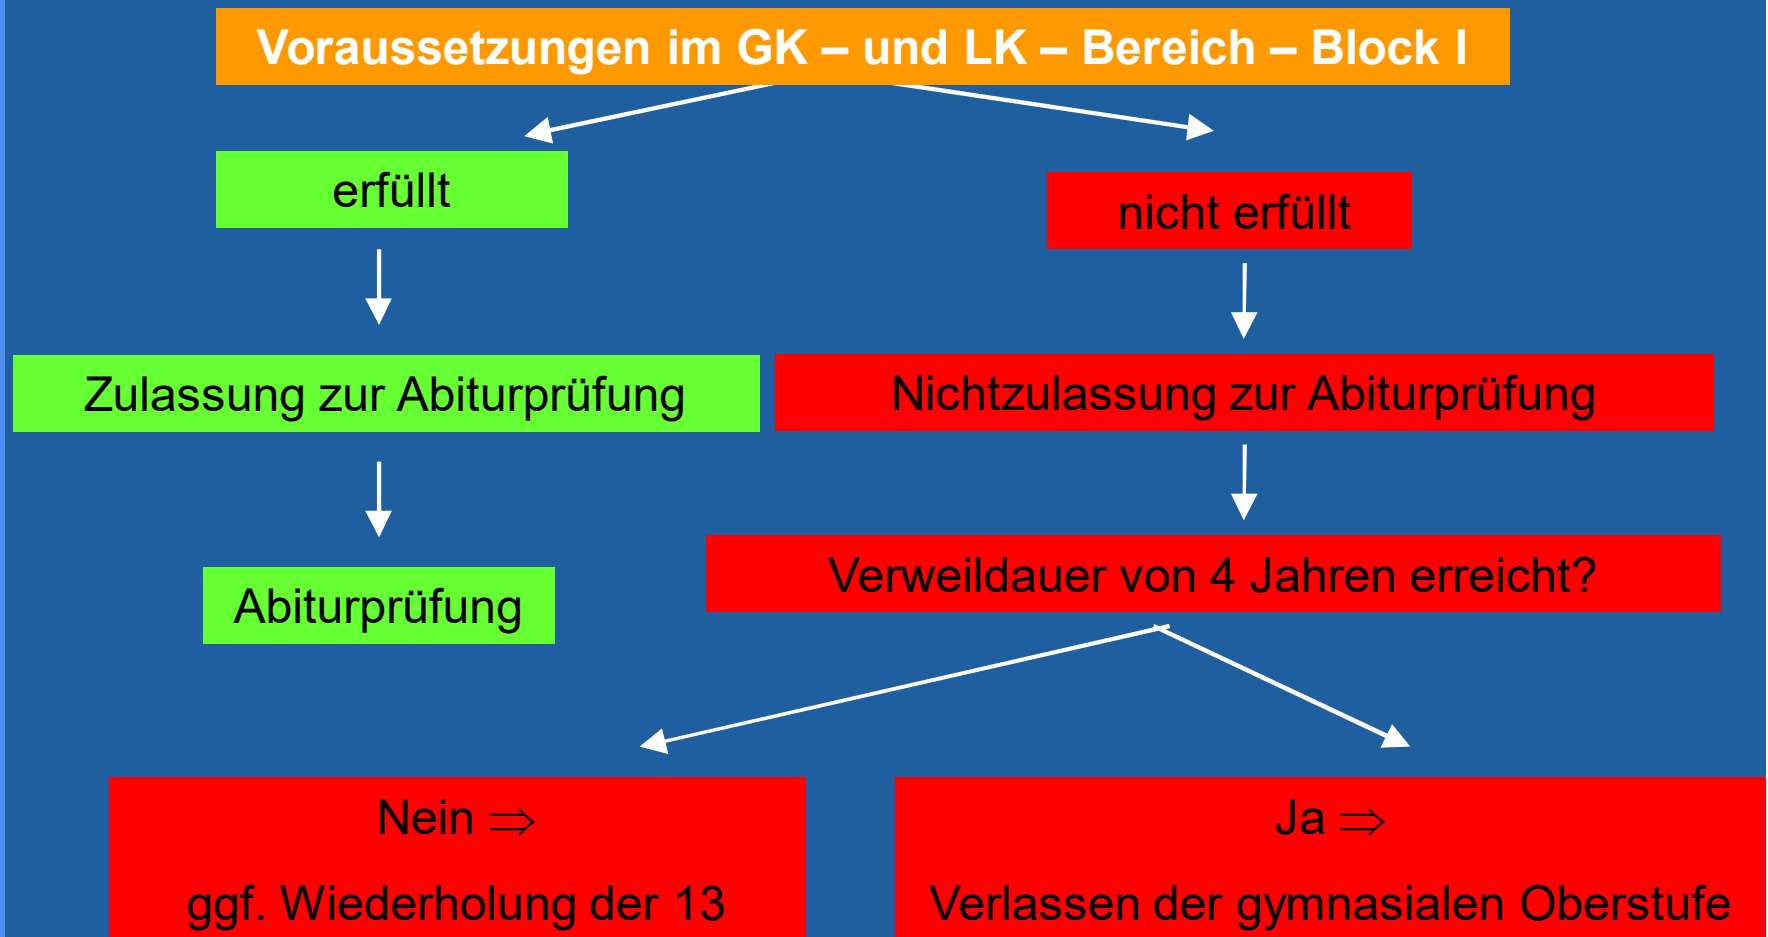 Voraussetzungen im GK – und LK – Bereich – Block I
erfüllt
nicht erfüllt
Zulassung zur Abiturprüfung
Nichtzulassung zur Abiturprüfung
Abiturprüfung
Verweildauer von 4 Jahren erreicht?
Nein ⇒
ggf. Wiederholung der 13
Ja ⇒
Verlassen der gymnasialen Oberstufe